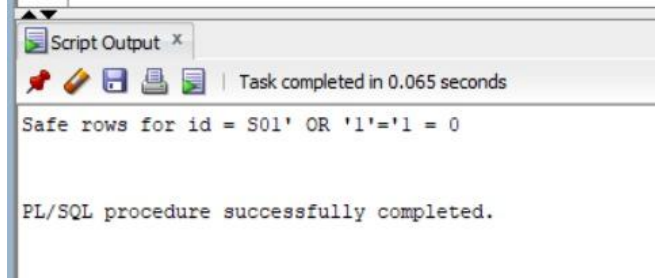 Script Output x
Task completed in 0.065 seconds
Safe rows for id = S01' OR '1'='1 = 0
PL/SQL procedure successfully completed.